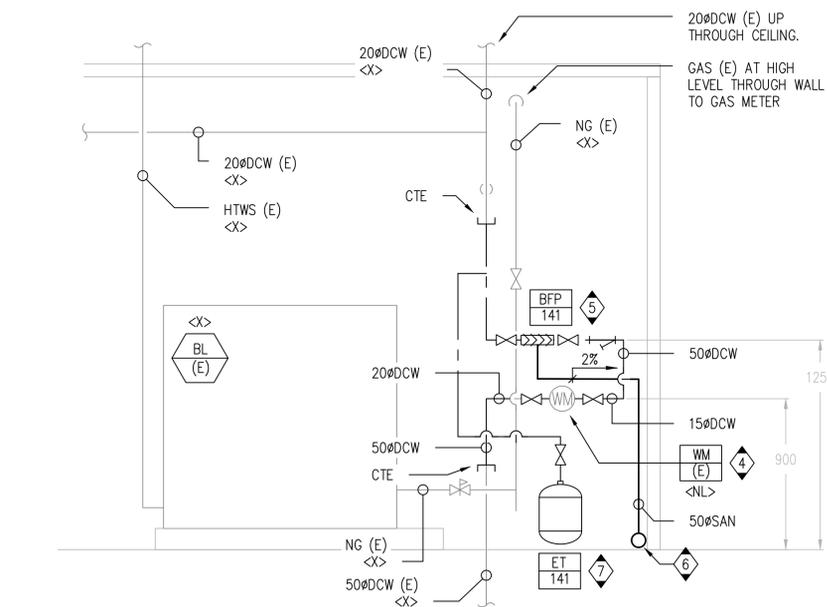 20øDCW (E) UP
THROUGH CEILING.
20øDCW (E)
<X>
GAS (E) AT HIGH
LEVEL THROUGH WALL
TO GAS METER
NG (E)
<X>
20øDCW (E)
<X>
CTE
HTWS (E)
<X>
BFP
141
5
<X>
BL
(E)
2%
50øDCW
20øDCW
125
WM
15øDCW
50øDCW
WM
(E)
4
900
<NL>
CTE
50øSAN
NG (E)
<X>
ET
141
7
6
50øDCW (E)
<X>